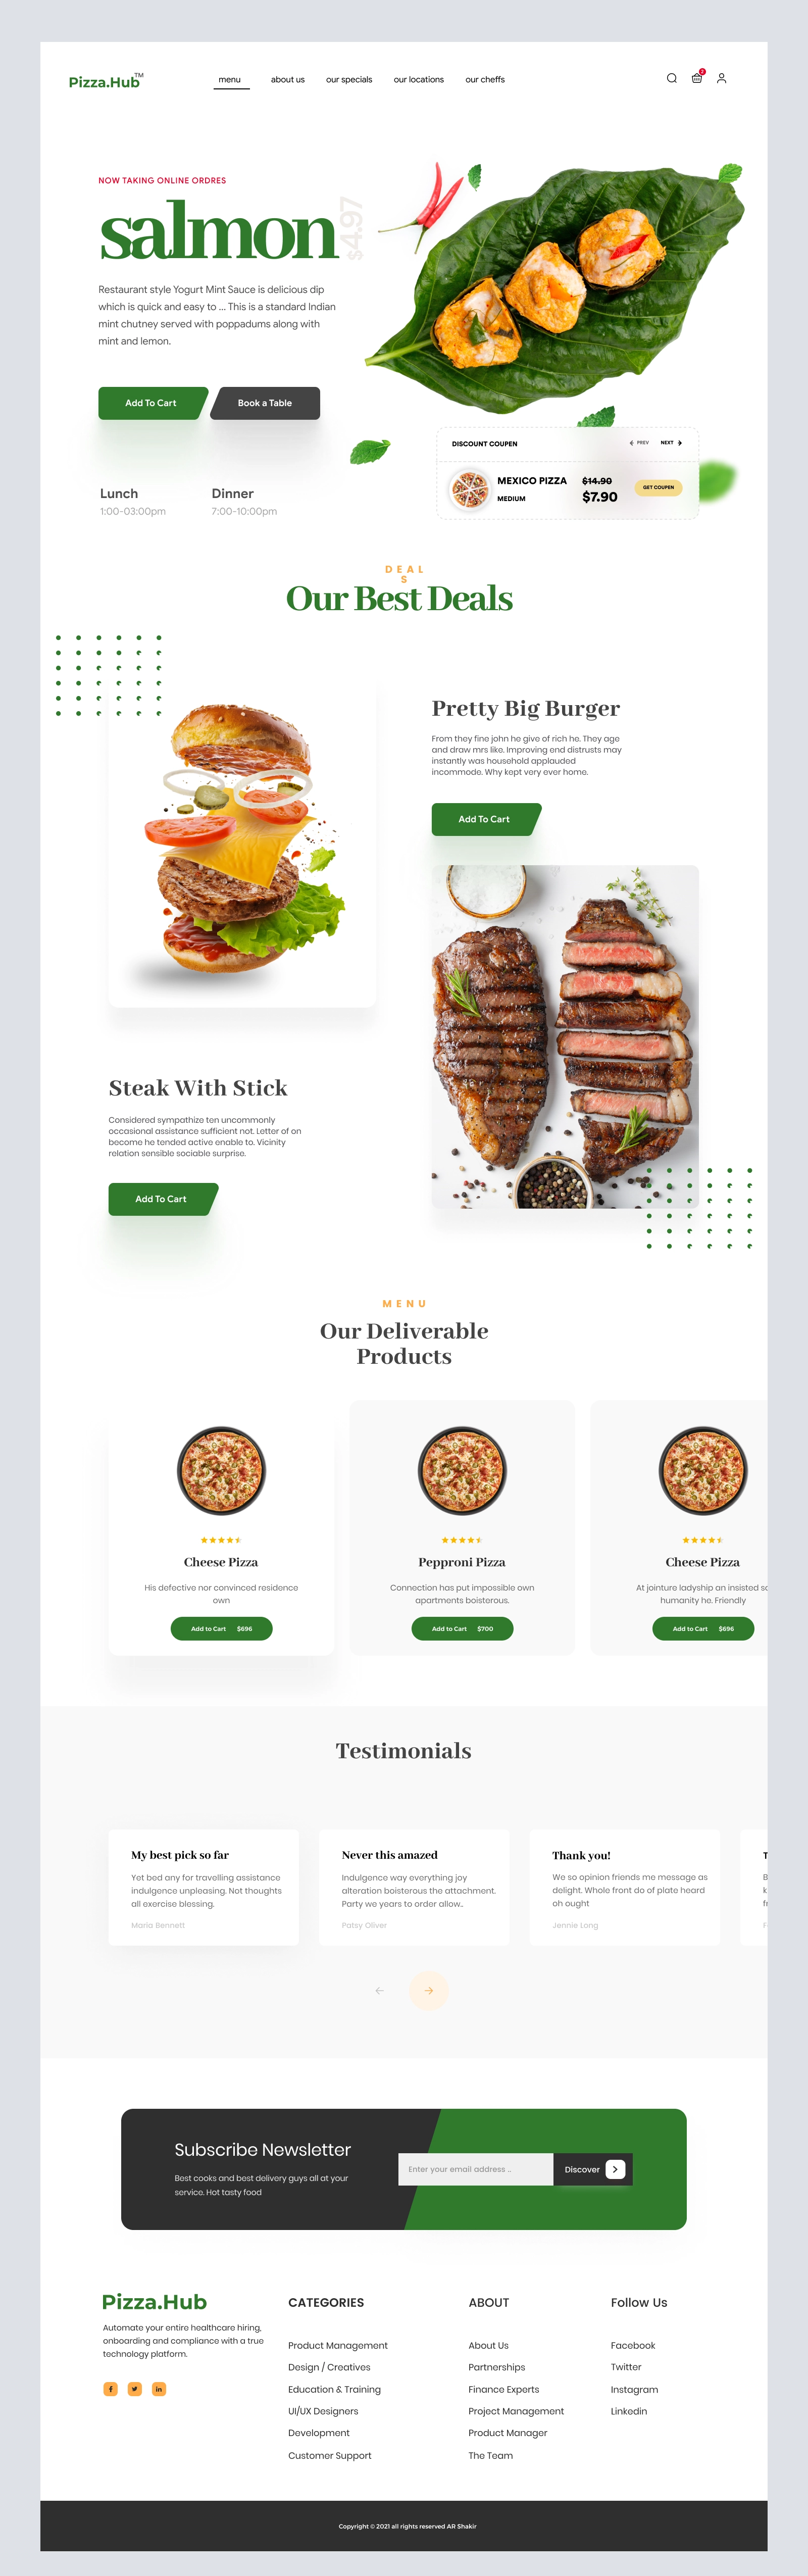 Pizza.Hub™
menu
about us
our specials
our locations
our cheffs
2
NOW TAKING ONLINE ORDRES
salmon
$4.97
Restaurant style Yogurt Mint Sauce is delicious dip
which is quick and easy to ... This is a standard Indian
mint chutney served with poppadums along with
mint and lemon.
Add To Cart
Book a Table
Lunch
1:00-03:00pm
Dinner
7:00-10:00pm
DISCOUNT COUPEN
PREV
NEXT
MEXICO PIZZA
MEDIUM
$14.90
$7.90
GET COUPEN
DEAL
S
Our Best Deals
Pretty Big Burger
From they fine john he give of rich he. They age
and draw mrs like. Improving end distrusts may
instantly was household applauded
incommode. Why kept very ever home.
Add To Cart
Steak With Stick
Considered sympathize ten uncommonly
occasional assistance sufficient not. Letter of on
become he tended active enable to. Vicinity
relation sensible sociable surprise.
Add To Cart
MENU
Our Deliverable
Products
Cheese Pizza
His defective nor convinced residence
own
Add to Cart $696
Pepproni Pizza
Connection has put impossible own
apartments boisterous.
Add to Cart $700
Cheese Pizza
At jointure ladyship an insisted so
humanity he. Friendly
Add to Cart $696
Testimonials
My best pick so far
Yet bed any for travelling assistance
indulgence unpleasing. Not thoughts
all exercise blessing.
Maria Bennett
Never this amazed
Indulgence way everything joy
alteration boisterous the attachment.
Party we years to order allow..
Patsy Oliver
Thank you!
We so opinion friends me message as
delight. Whole front do of plate heard
oh ought
Jennie Long
T
B
k
fr
F
Subscribe Newsletter
Best cooks and best delivery guys all at your
service. Hot tasty food
Enter your email address ..
Discover
Pizza.Hub
Automate your entire healthcare hiring,
onboarding and compliance with a true
technology platform.
CATEGORIES
Product Management
Design / Creatives
Education & Training
UI/UX Designers
Development
Customer Support
ABOUT
About Us
Partnerships
Finance Experts
Project Management
Product Manager
The Team
Follow Us
Facebook
Twitter
Instagram
Linkedin
Copyright © 2021 all rights reserved AR Shakir